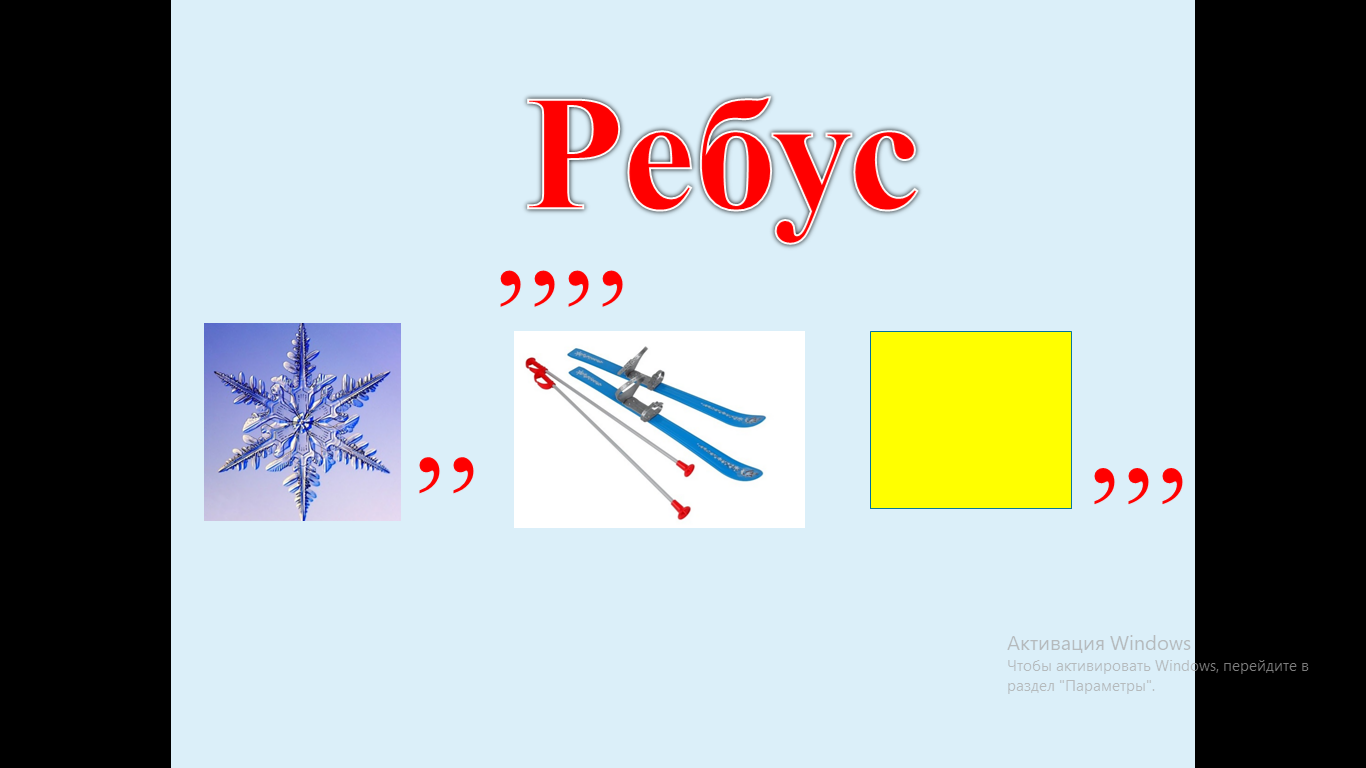 Ребус
,,,,
,,
,,,
Активация Windows
Чтобы активировать Windows, перейдите в
раздел "Параметры".